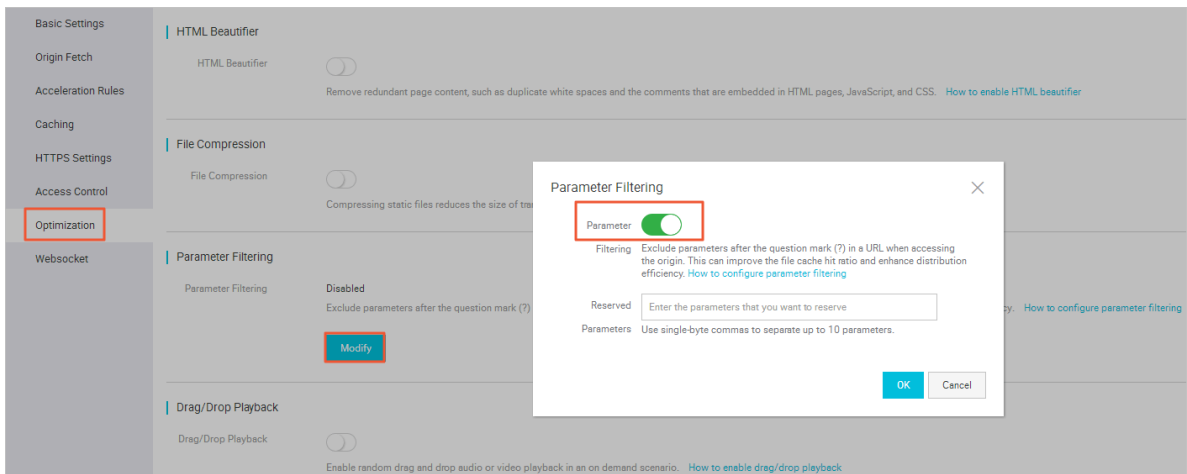 Basic Settings
Origin Fetch
Acceleration Rules
Caching
HTTPS Settings
Access Control
Optimization
Websocket
HTML Beautifier
HTML Beautifier
Remove redundant page content, such as duplicate white spaces and the comments that are embedded in HTML pages, JavaScript, and CSS. How to enable HTML beautifier
File Compression
File Compression
Compressing static files reduces the size of
Parameter Filtering
Parameter Filtering
Disabled
Exclude parameters after the question mark (?)
How to configure parameter filtering
Modify
Drag/Drop Playback
Drag/Drop Playback
Enable random drag and drop audio or video playback in an on demand scenario. How to enable drag/drop playback
Parameter Filtering
Parameter
Filtering
Exclude parameters after the question mark (?) in a URL when accessing
the origin. This can improve the file cache hit ratio and enhance distribution
efficiency. How to configure parameter filtering
Reserved
Enter the parameters that you want to reserve
Parameters
Use single-byte commas to separate up to 10 parameters.
OK
Cancel